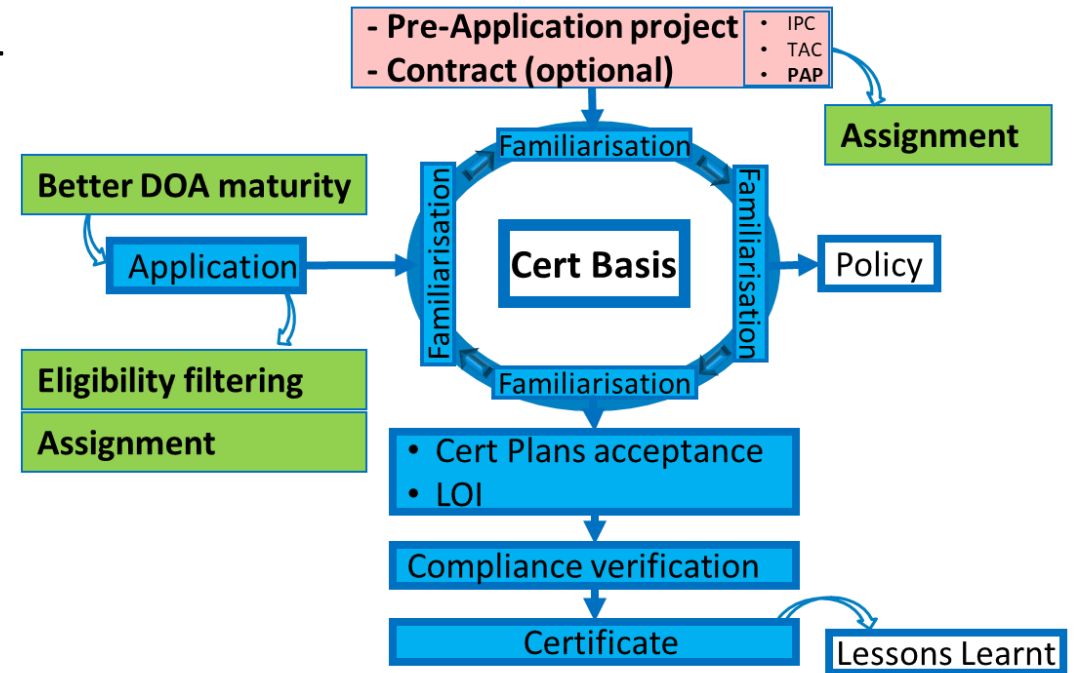 - Pre-Application project
- Contract (optional)
• IPC
• TAC
• PAP
Assignment
Familiarisation
Better DOA maturity
Application
Familiarisation
Cert Basis
Familiarisation
Policy
Eligibility filtering
Assignment
Familiarisation
• Cert Plans acceptance
• LOI
Compliance verification
Certificate
Lessons Learnt